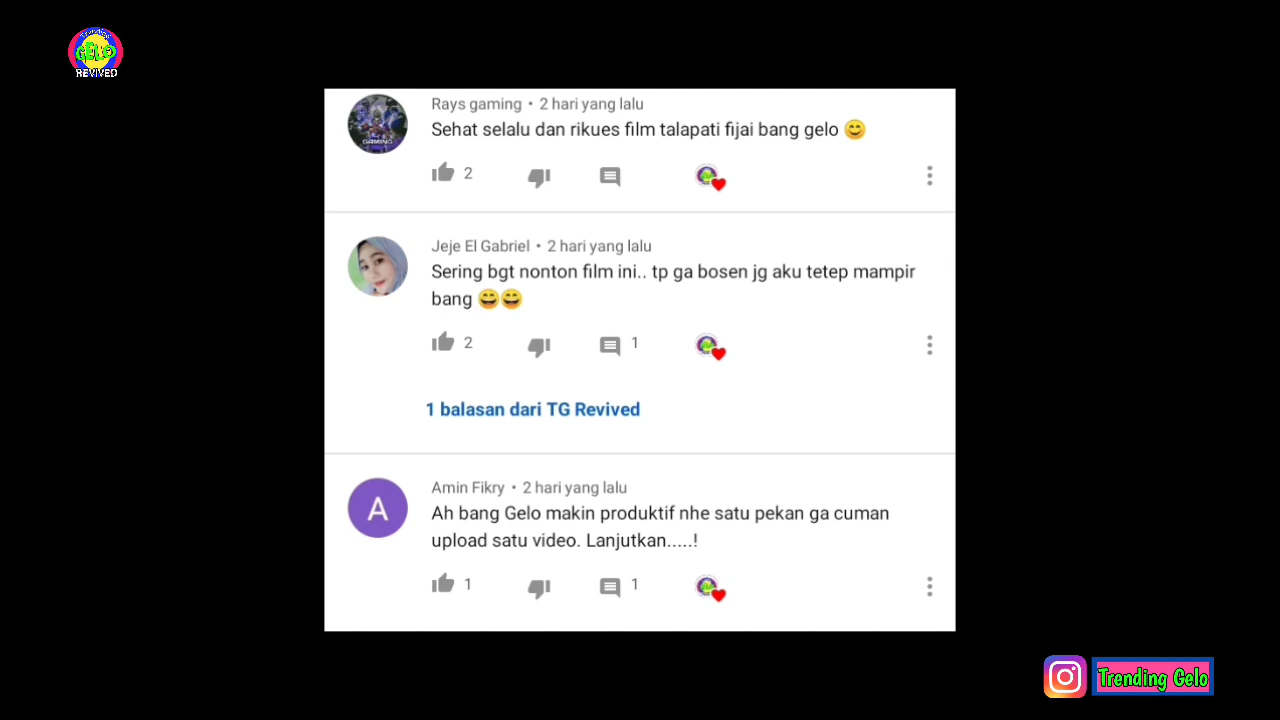 Trending
GELO
REVIVED
Rays gaming • 2 hari yang lalu
Sehat selalu dan rikues film talapati fijai bang gelo 😊
GAMING
2
Jeje El Gabriel • 2 hari yang lalu
Sering bgt nonton film ini.. tp ga bosen jg aku tetep mampir
bang 😄😄
2 1
1 balasan dari TG Revived
A
Amin Fikry • 2 hari yang lalu
Ah bang Gelo makin produktif nhe satu pekan ga cuman
upload satu video. Lanjutkan.....!
1 1
Trending Gelo